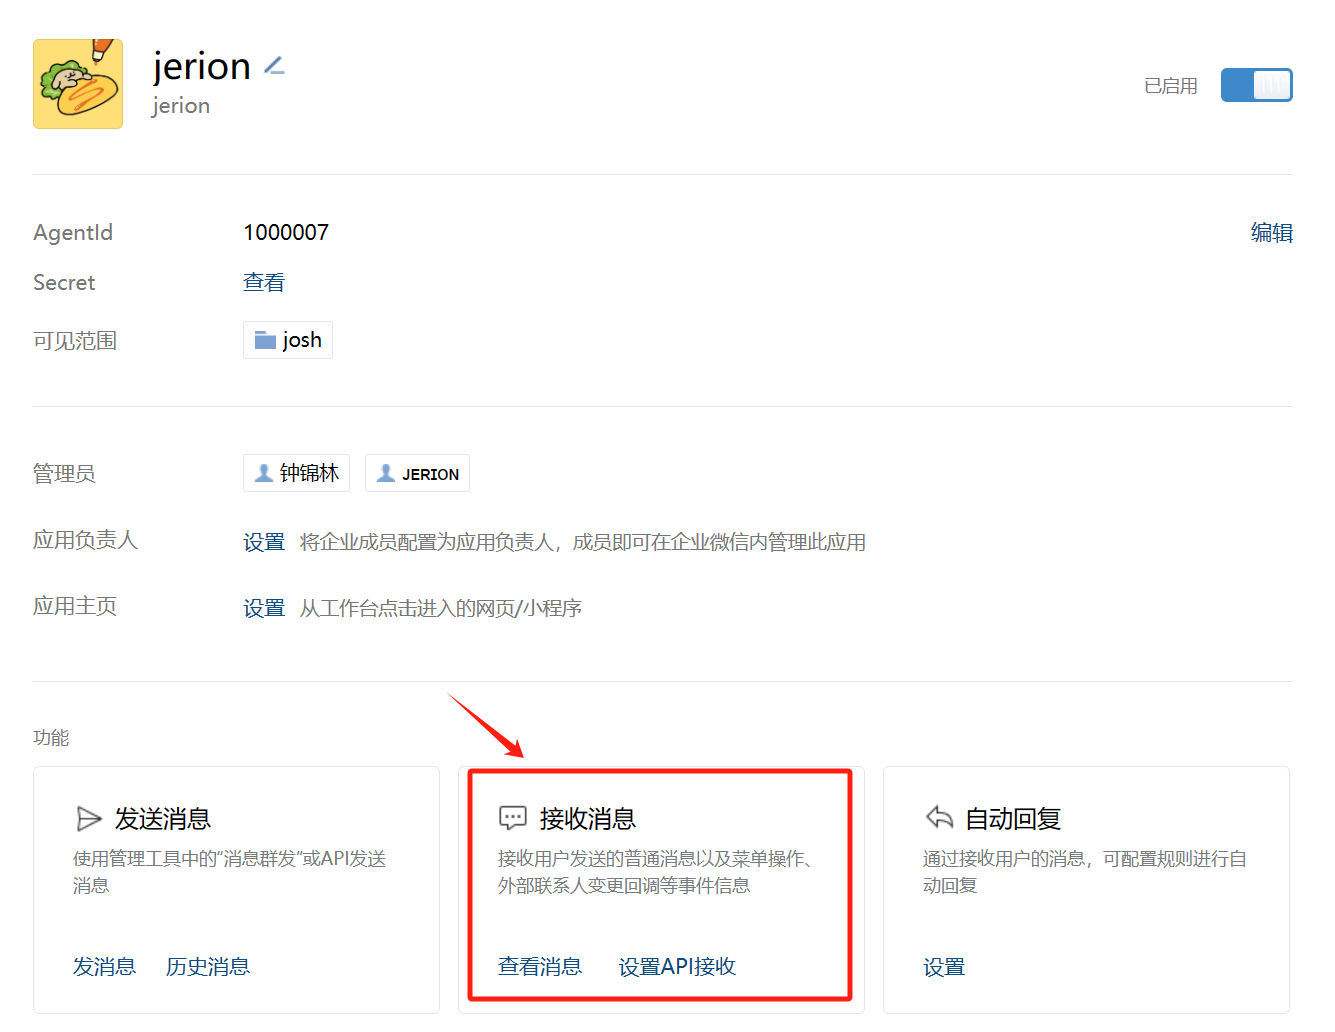 jerion
jerion
已启用
AgentId 1000007 编辑
Secret 查看
可见范围 josh
管理员 钟锦林 JERION
应用负责人 设置 将企业成员配置为应用负责人，成员即可在企业微信内管理此应用
应用主页 设置 从工作台点击进入的网页/小程序
功能
发送消息
使用管理工具中的“消息群发”或API发送
消息
发消息 历史消息
接收消息
接收用户发送的普通消息以及菜单操作、
外部联系人变更回调等事件信息
查看消息 设置API接收
自动回复
通过接收用户的消息，可配置规则进行自
动回复
设置